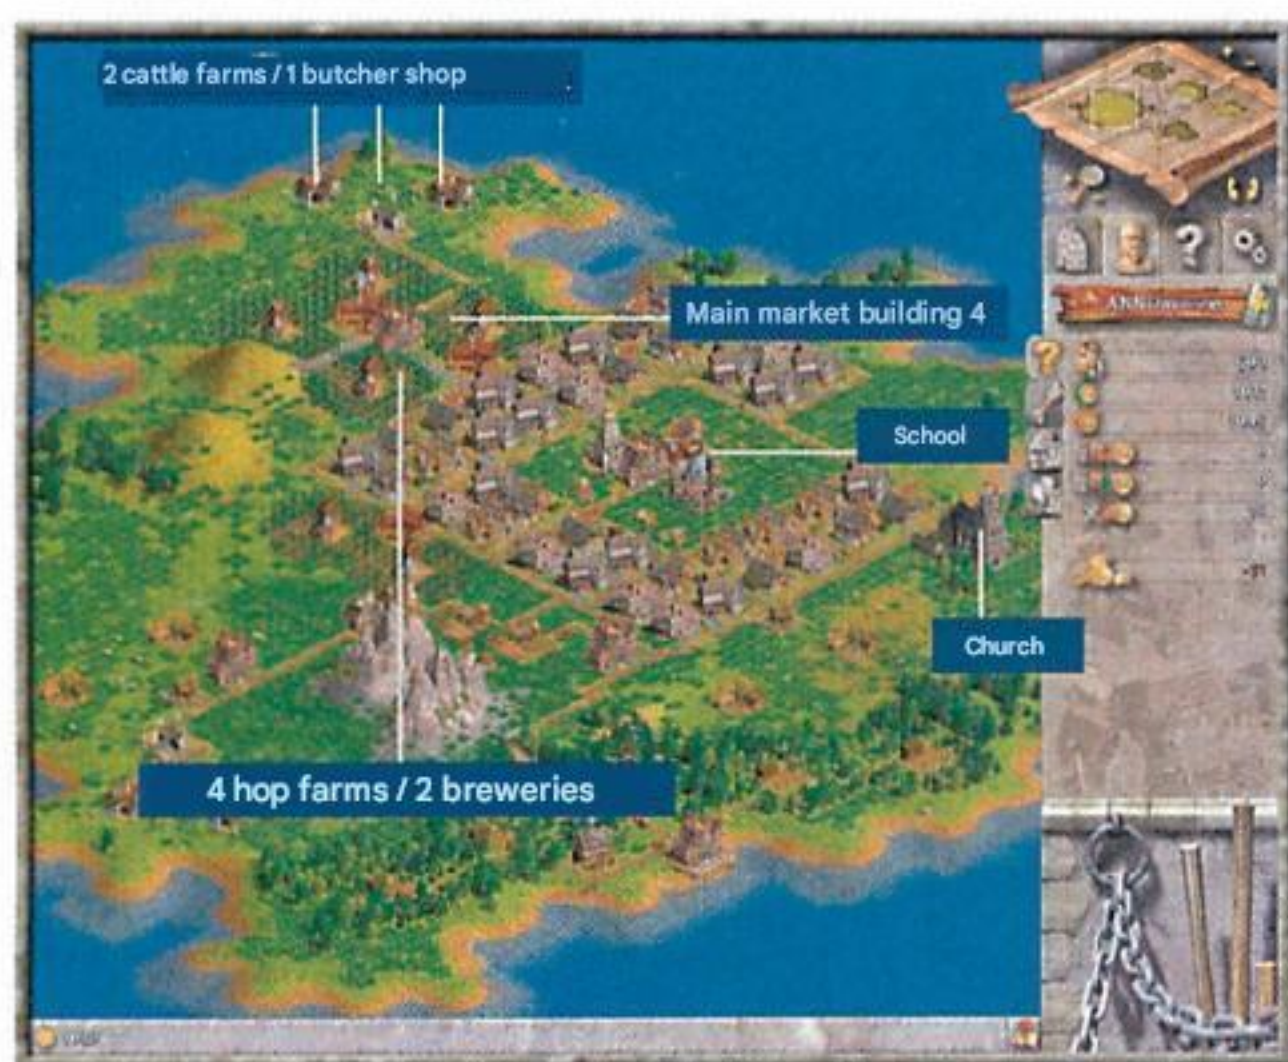 2 cattle farms / 1 butcher shop
Main market building 4
School
Church
4 hop farms / 2 breweries